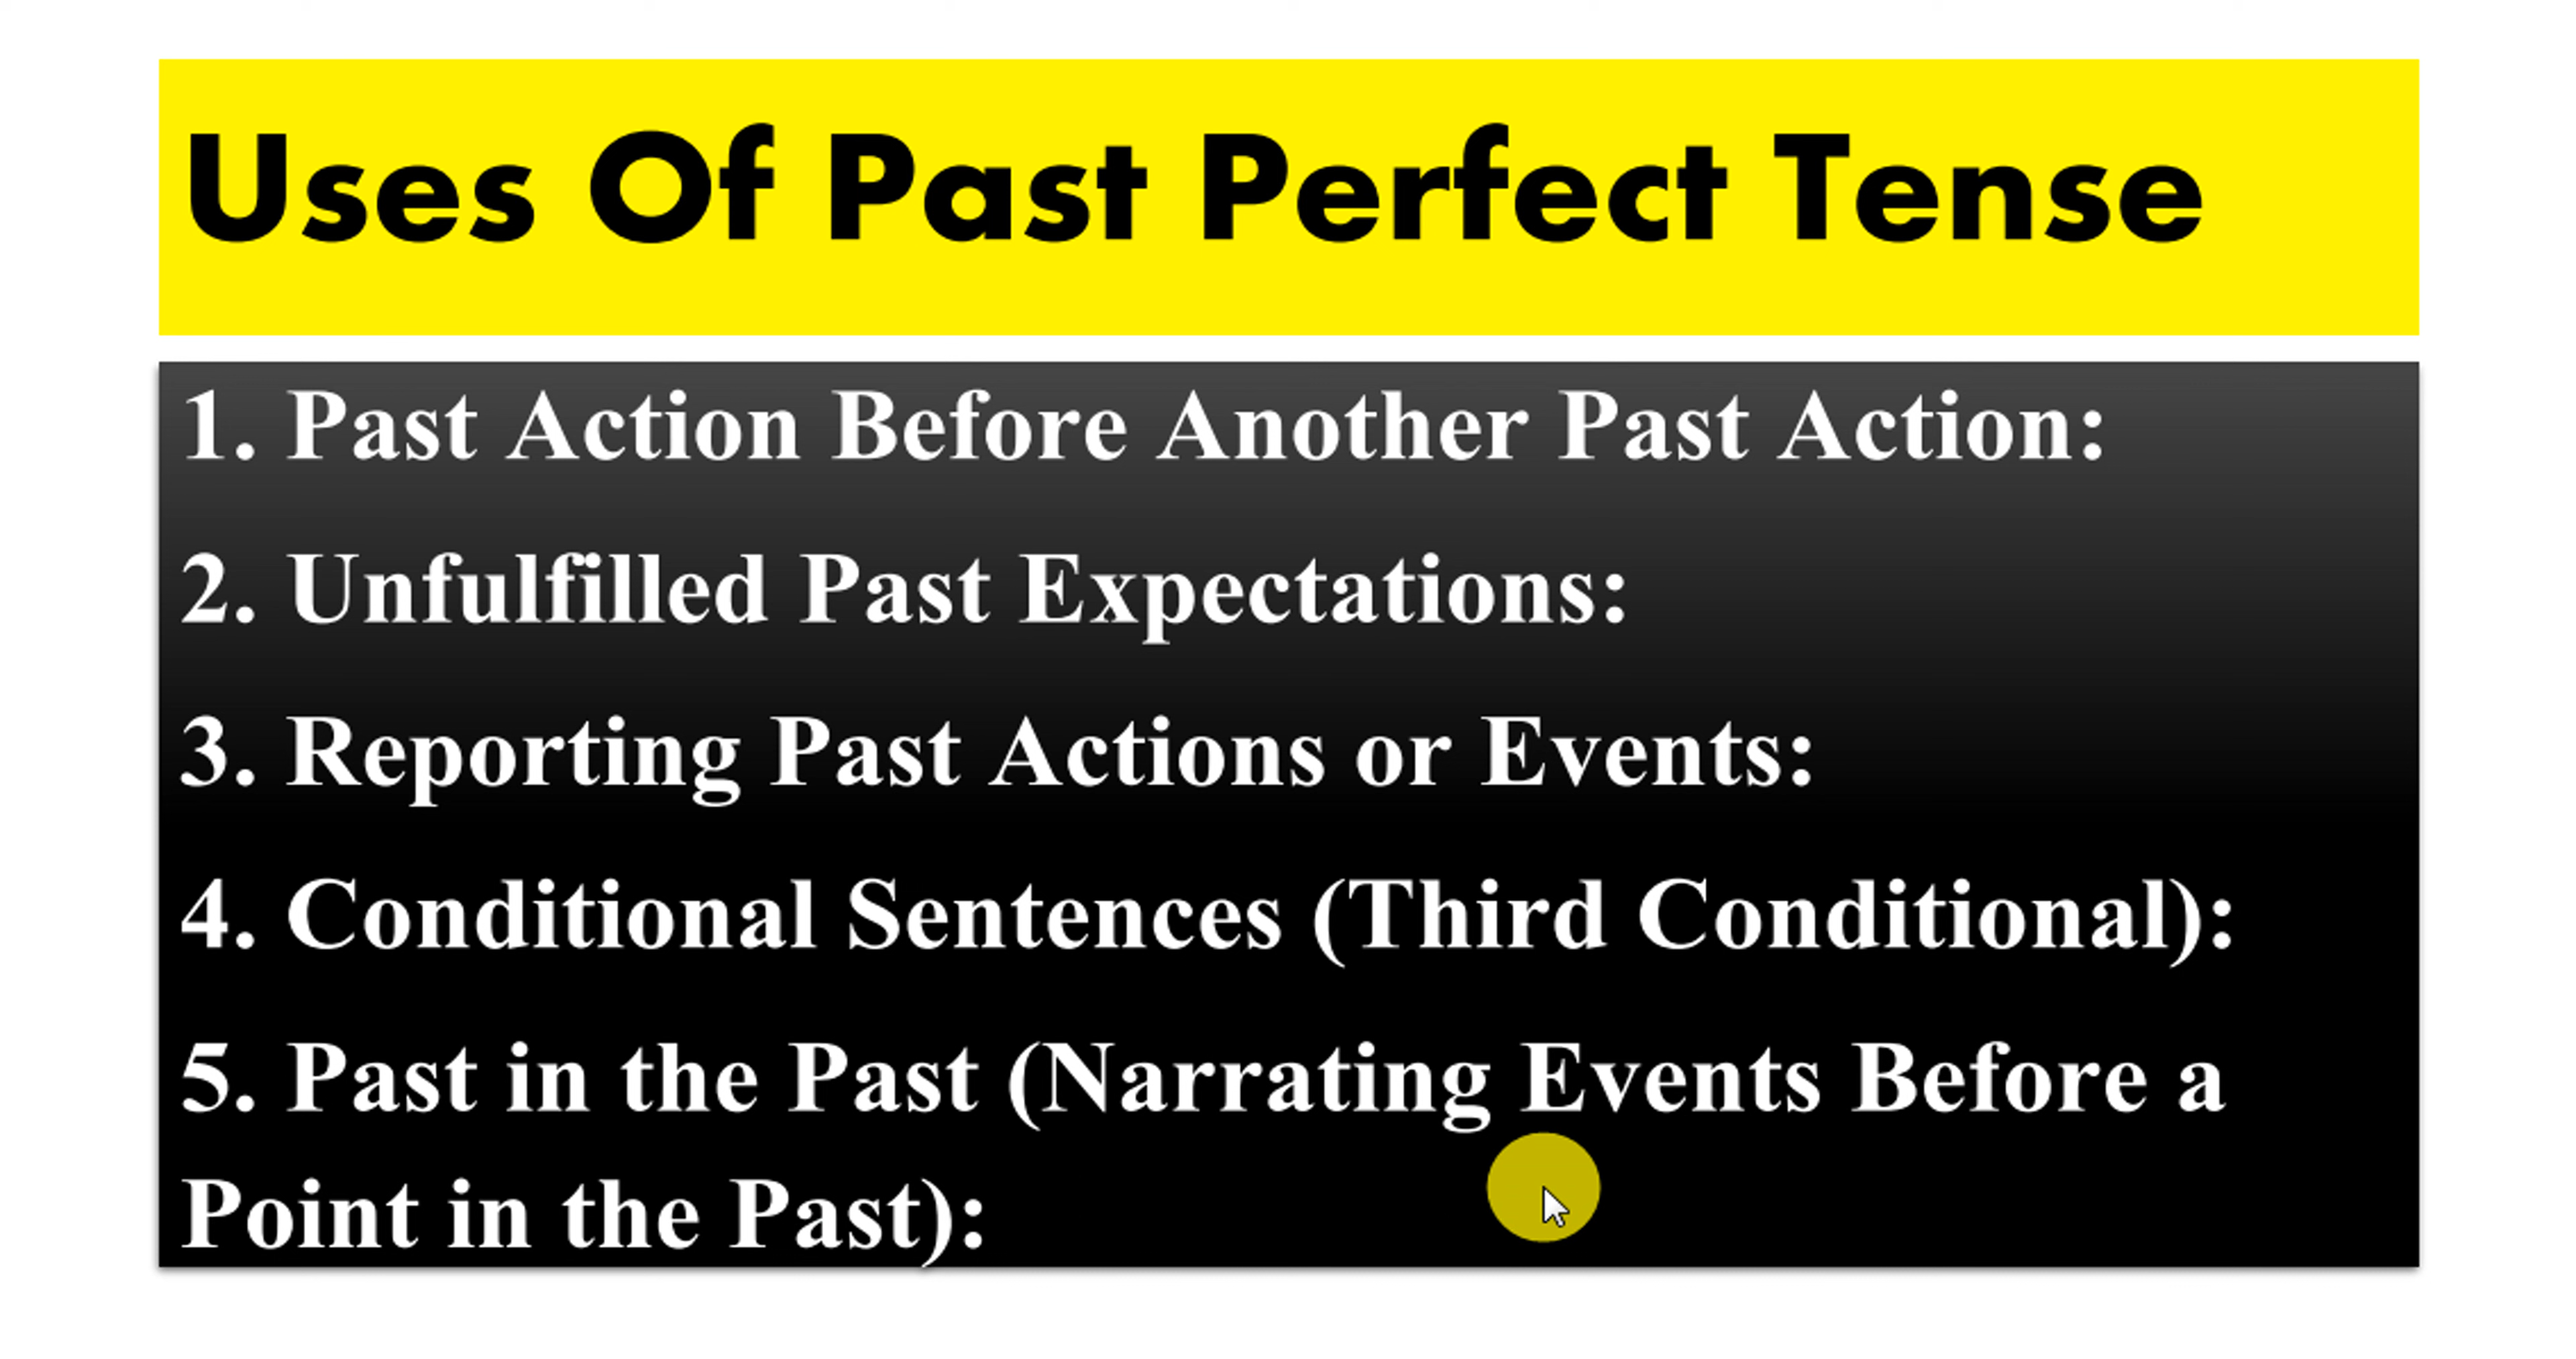 Uses Of Past Perfect Tense
1. Past Action Before Another Past Action:
2. Unfulfilled Past Expectations:
3. Reporting Past Actions or Events:
4. Conditional Sentences (Third Conditional):
5. Past in the Past (Narrating Events Before a
Point in the Past):